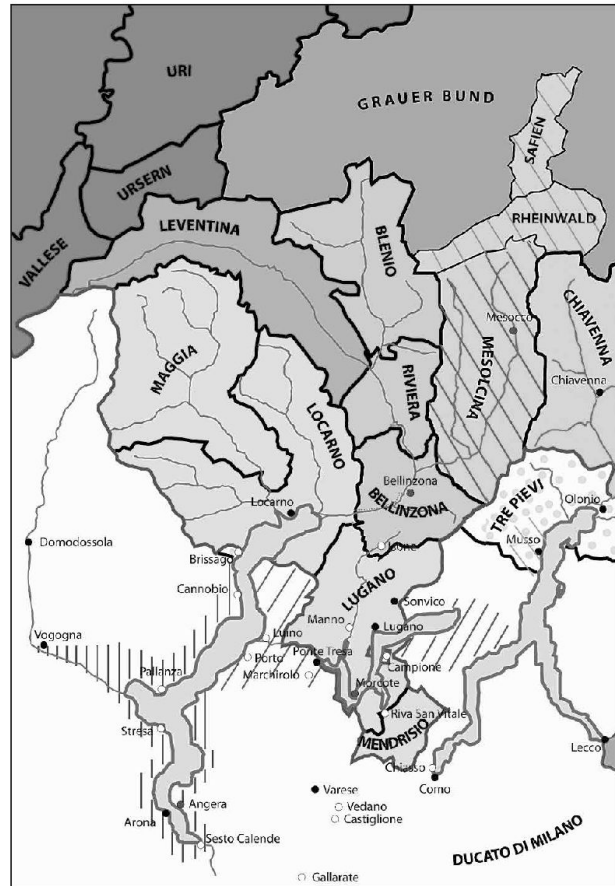 URI
GRAUER BUND
SAFIEN
URSERN
VALLESE
LEVENTINA
BLENIO
RHEINWALD
CHIAVENNA
Mesocco
MAGGIA
MESOLCINA
RIVIERA
Chiavenna
LOCARNO
Bellinzona
BELLINZONA
Locarno
TRE PIEVI
Olonio
Domodossola
Brissago
Isone
Musso
Cannobio
LUGANO
Sonvico
Manno
Lugano
Luino
Vogogna
Porto
Ponte Tresa
Campione
Marchirolo
Pallanza
Morcote
Riva San Vitale
Stresa
MENDRISIO
Chiasso
Lecco
Como
Varese
Angera
Vedano
Arona
Castiglione
Sesto Calende
DUCATO DI MILANO
Gallarate